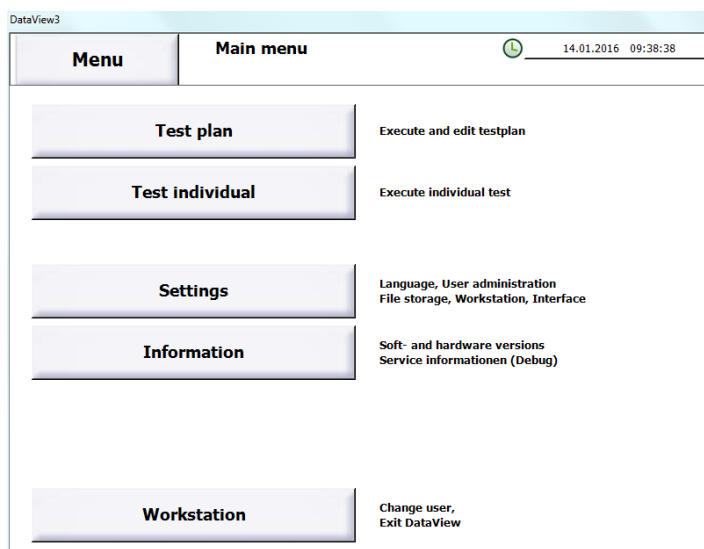 DataView3
Menu
Main menu
14.01.2016 09:38:38
Test plan
Execute and edit testplan
Test individual
Execute individual test
Settings
Language, User administration
File storage, Workstation, Interface
Information
Soft- and hardware versions
Service informationen (Debug)
Workstation
Change user,
Exit DataView